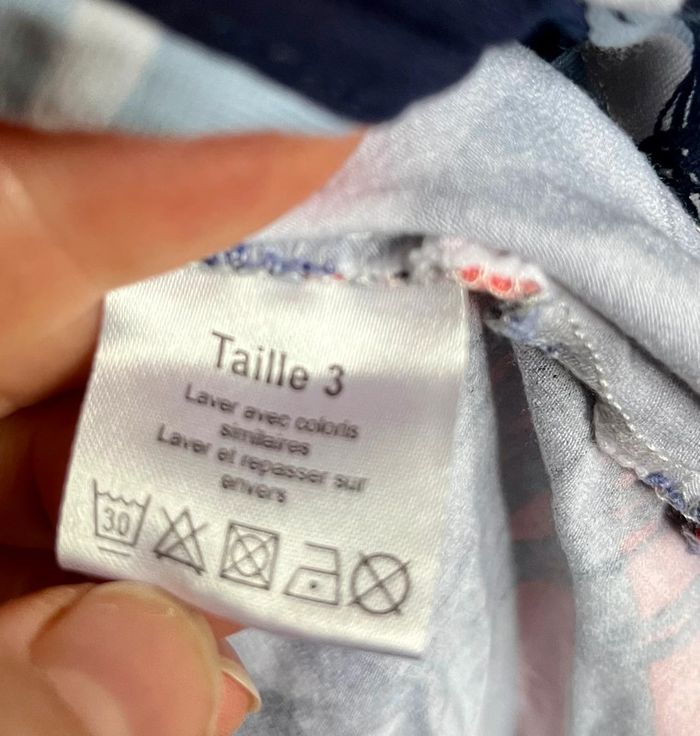 Taille 3
Laver avec coloris
similaires
Laver et repasser sur
envers
30